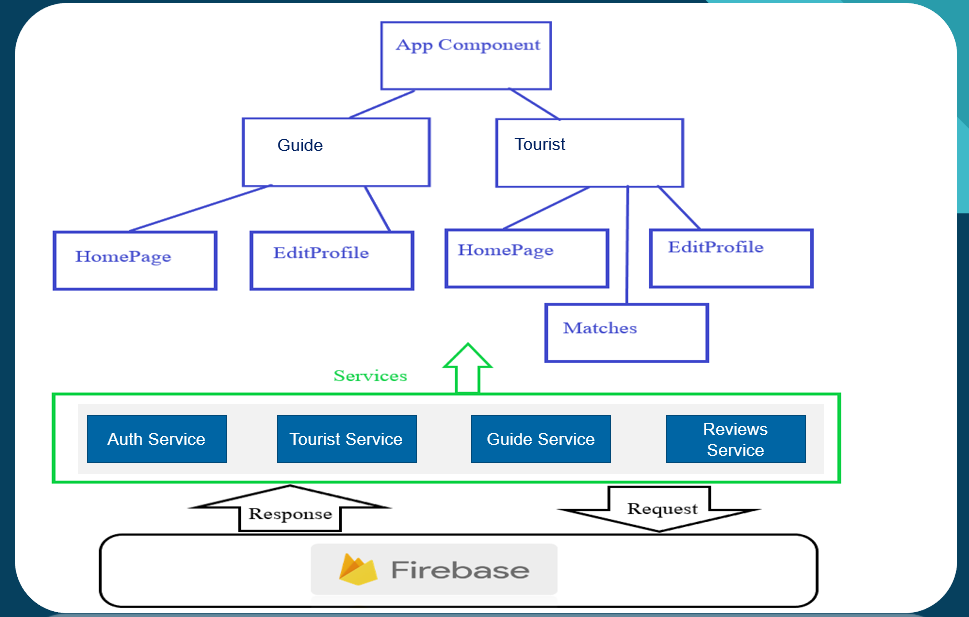 App Component
Guide
Tourist
HomePage
EditProfile
HomePage
EditProfile
Matches
Services
Auth Service
Tourist Service
Guide Service
Reviews
Service
Response
Request
Firebase